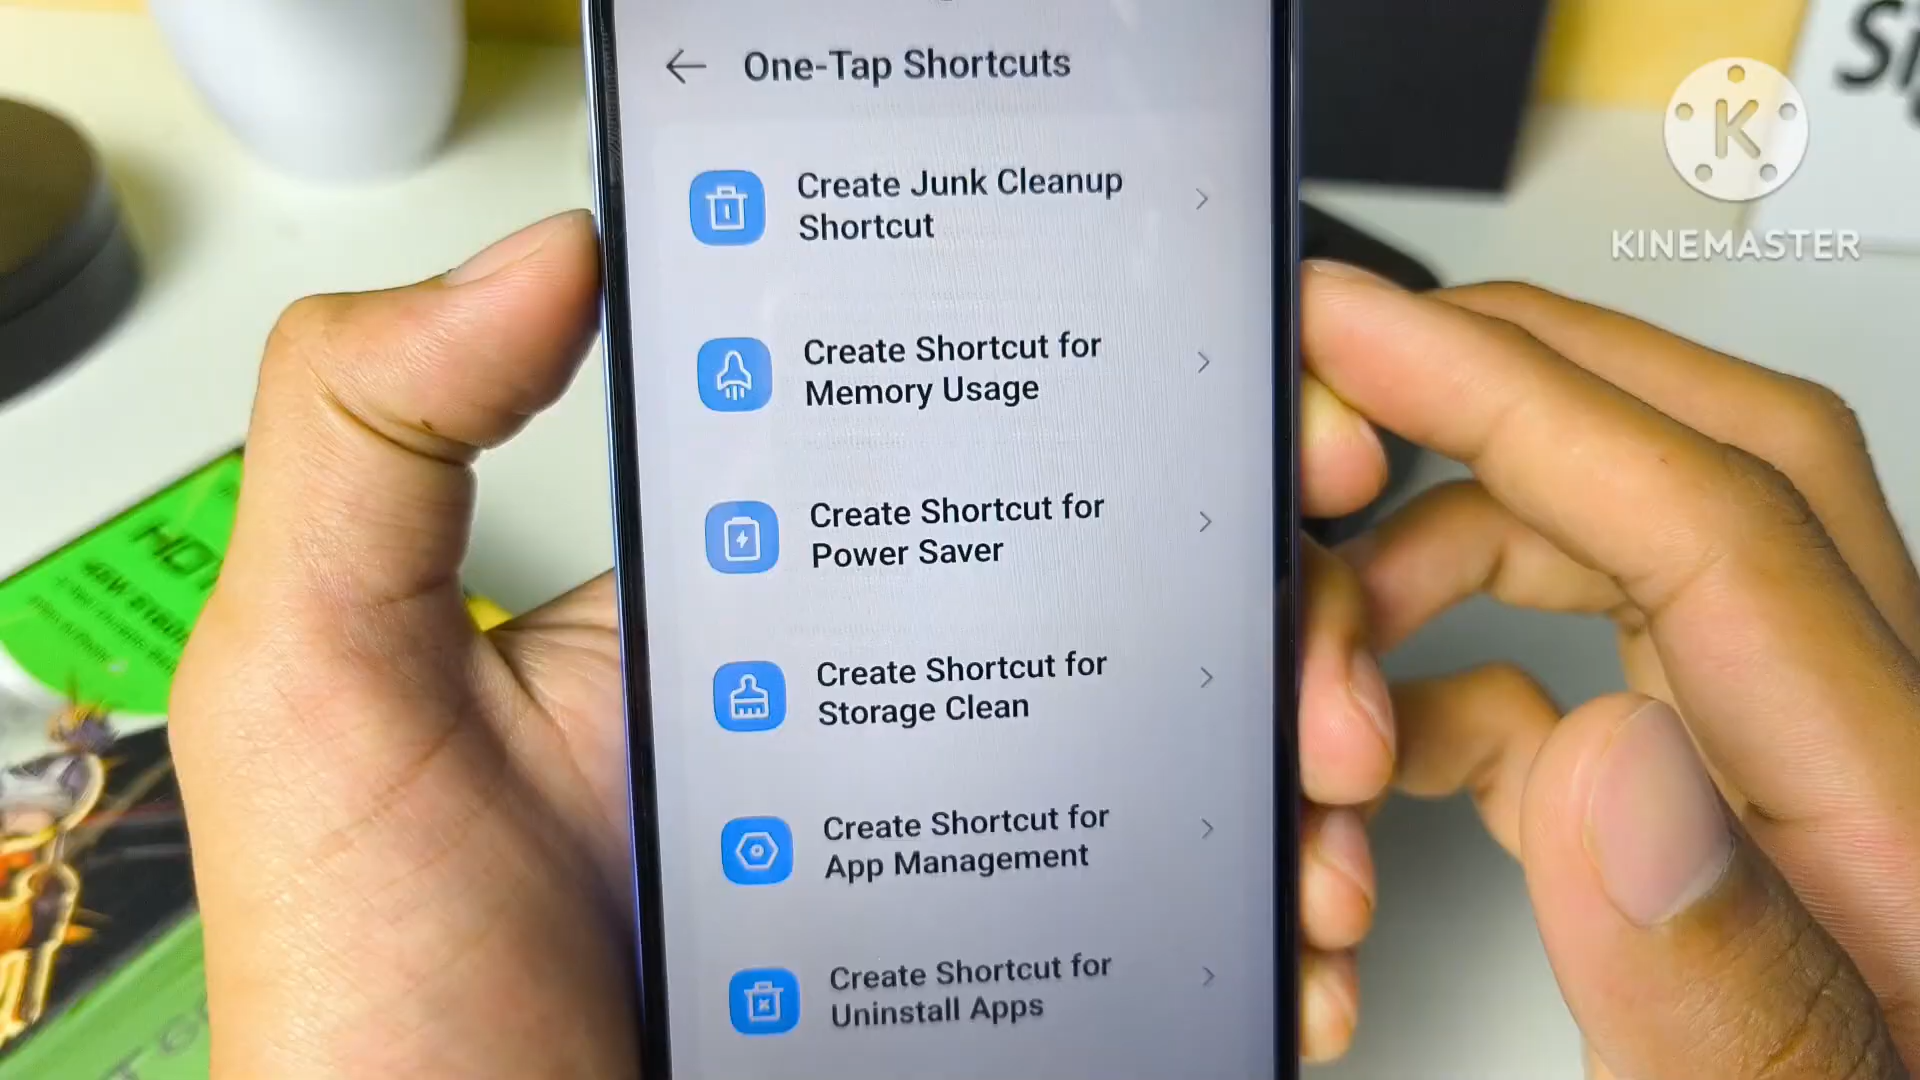 One-Tap Shortcuts
Create Junk Cleanup
Shortcut
Create Shortcut for
Memory Usage
Create Shortcut for
Power Saver
Create Shortcut for
Storage Clean
Create Shortcut for
App Management
Create Shortcut for
Uninstall Apps
K
KINEMASTER
HOT